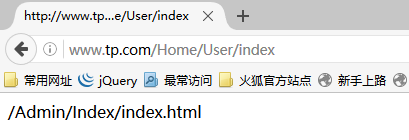 http://www.tp...e/User/index
www.tp.com/Home/User/index
常用网址 jQuery 最常访问 火狐官方站点 新手上路
/Admin/Index/index.html